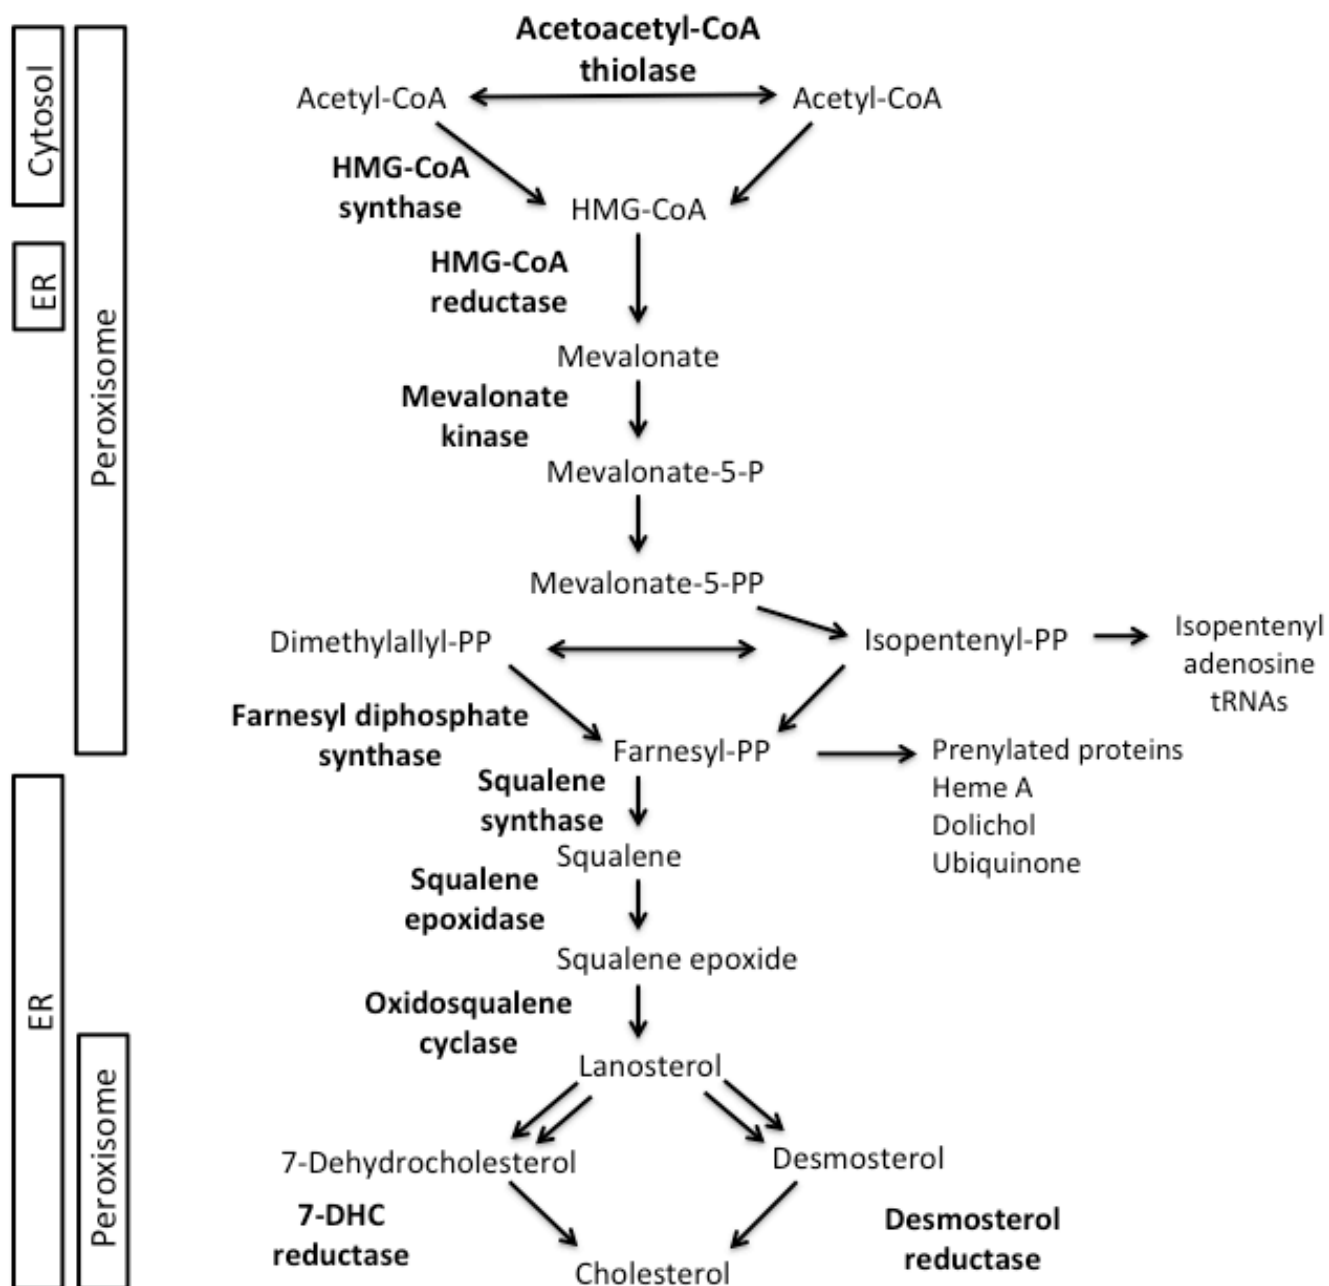 Acetoacetyl-CoA
thiolase
Cytosol
Acetyl-CoA
Acetyl-CoA
HMG-CoA
synthase
HMG-CoA
ER
HMG-CoA
reductase
Peroxisome
Mevalonate
Mevalonate
kinase
Mevalonate-5-P
Mevalonate-5-PP
Dimethylallyl-PP
Isopentenyl-PP
Isopentenyl
adenosine
tRNAs
Farnesyl diphosphate
synthase
Farnesyl-PP
Prenylated proteins
Heme A
Dolichol
Ubiquinone
Squalene
synthase
Squalene
Squalene
epoxidase
Squalene epoxide
ER
Oxidosqualene
cyclase
Lanosterol
Peroxisome
7-Dehydrocholesterol
Desmosterol
7-DHC
reductase
Desmosterol
reductase
Cholesterol